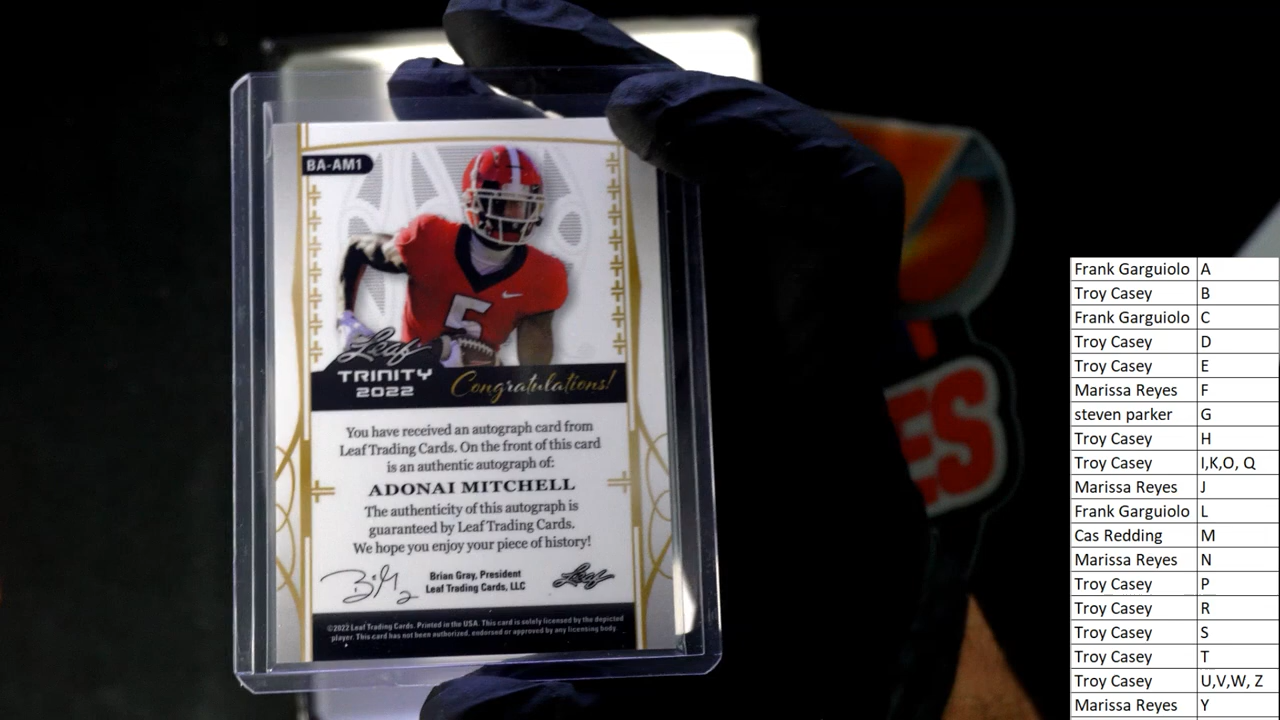 BA-AM1
5
Leaf
TRINITY
2022
Congratulations!
You have received an autograph card from
Leaf Trading Cards. On the front of this card
is an authentic autograph of:
ADONAI MITCHELL
The authenticity of this autograph is
guaranteed by Leaf Trading Cards.
We hope you enjoy your piece of history!
Brian Gray, President
Leaf Trading Cards, LLC
Leaf
©2022 Leaf Trading Cards. Printed in the USA. This card is solely licensed by the depicted
player. This card has not been authorized, endorsed or approved by any licensing body.
ES
Frank Garguiolo A
Troy Casey B
Frank Garguiolo C
Troy Casey D
Troy Casey E
Marissa Reyes F
steven parker G
Troy Casey H
Troy Casey I,K,O, Q
Marissa Reyes J
Frank Garguiolo L
Cas Redding M
Marissa Reyes N
Troy Casey P
Troy Casey R
Troy Casey S
Troy Casey T
Troy Casey U,V,W, Z
Marissa Reyes Y